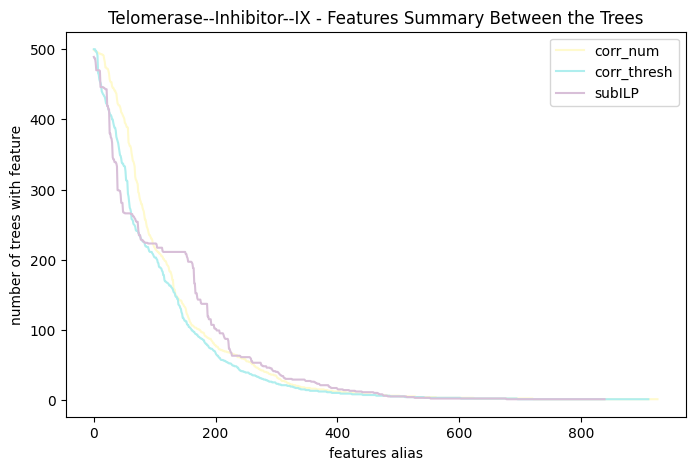 Telomerase--Inhibitor--IX - Features Summary Between the Trees
corr_num
corr_thresh
subILP
number of trees with feature
500
400
300
200
100
0
0 200 400 600 800
features alias